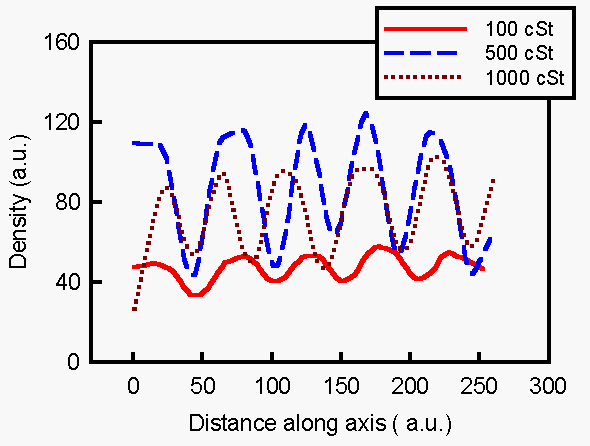 100 cSt
500 cSt
1000 cSt
160
120
80
40
0
Density (a.u.)
0 50 100 150 200 250 300
Distance along axis ( a.u.)